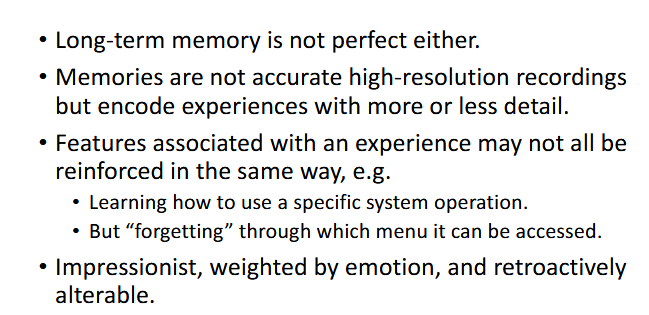 • Long-term memory is not perfect either.
• Memories are not accurate high-resolution recordings
but encode experiences with more or less detail.
• Features associated with an experience may not all be
reinforced in the same way, e.g.
• Learning how to use a specific system operation.
• But “forgetting” through which menu it can be accessed.
• Impressionist, weighted by emotion, and retroactively
alterable.